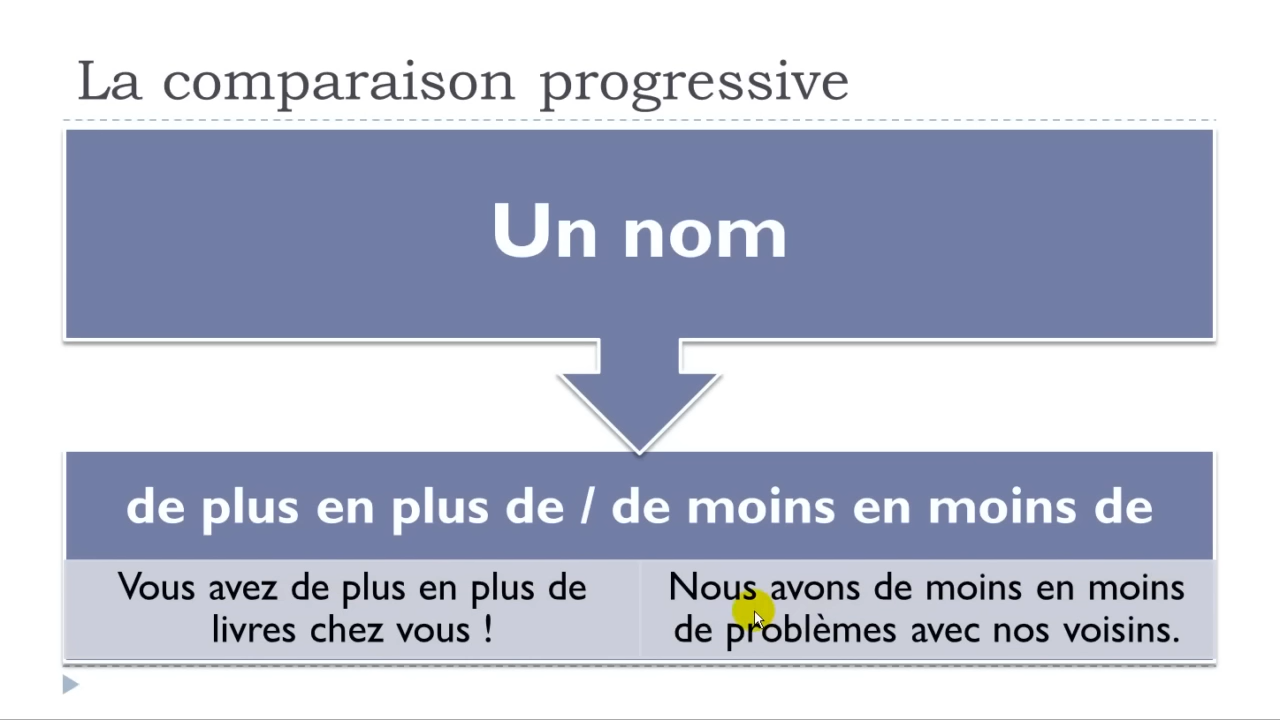 La comparaison progressive
Un nom
de plus en plus de / de moins en moins de
Vous avez de plus en plus de
livres chez vous !
Nous avons de moins en moins
de problèmes avec nos voisins.